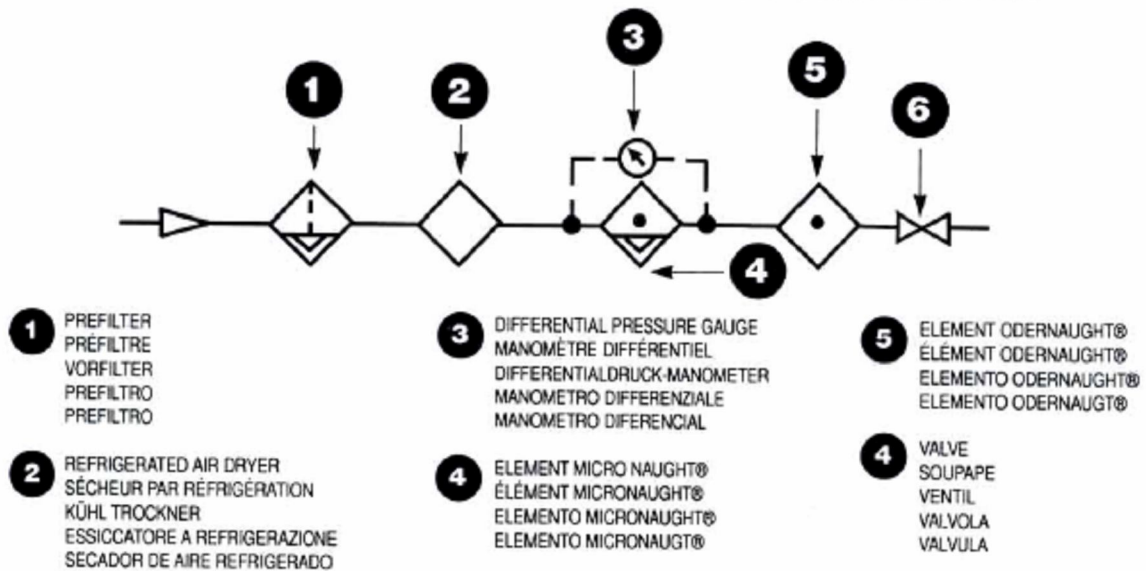 3
1
2
5
6
4
1 PREFILTER
PRÉFILTRE
VORFILTER
PREFILTRO
PREFILTRO
2 REFRIGERATED AIR DRYER
SÉCHEUR PAR RÉFRIGÉRATION
KÜHL TROCKNER
ESSICCATORE A REFRIGERAZIONE
SECADOR DE AIRE REFRIGERADO
3 DIFFERENTIAL PRESSURE GAUGE
MANOMÈTRE DIFFÉRENTIEL
DIFFERENTIALDRUCK-MANOMETER
MANOMETRO DIFFERENZIALE
MANOMETRO DIFERENCIAL
4 ELEMENT MICRO NAUGHT®
ÉLÉMENT MICRONAUGHT®
ELEMENTO MICRONAUGHT®
ELEMENTO MICRONAUGT®
5 ELEMENT ODERNAUGHT®
ÉLÉMENT ODERNAUGHT®
ELEMENTO ODERNAUGHT®
ELEMENTO ODERNAUGT®
4 VALVE
SOUPAPE
VENTIL
VALVOLA
VALVULA